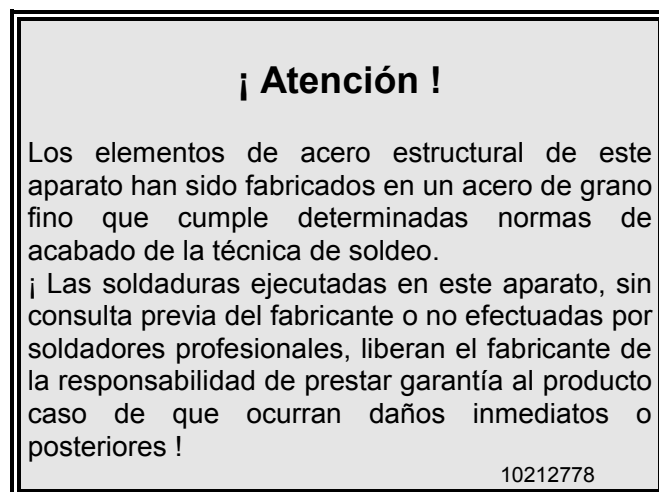 ¡ Atención !
Los elementos de acero estructural de este
aparato han sido fabricados en un acero de grano
fino que cumple determinadas normas de
acabado de la técnica de soldeo.
¡ Las soldaduras ejecutadas en este aparato, sin
consulta previa del fabricante o no efectuadas por
soldadores profesionales, liberan el fabricante de
la responsabilidad de prestar garantía al producto
caso de que ocurran daños inmediatos o
posteriores !
10212778